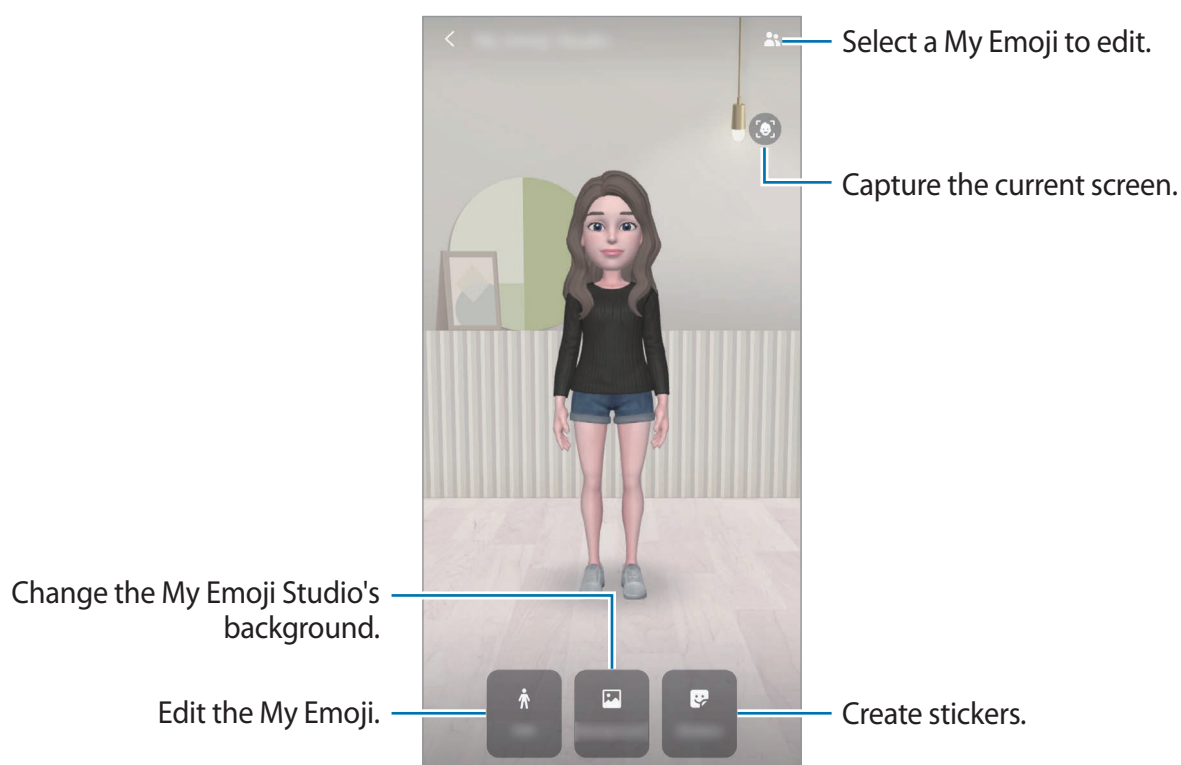 Select a My Emoji to edit.
Capture the current screen.
Change the My Emoji Studio's
background.
Edit the My Emoji.
Create stickers.